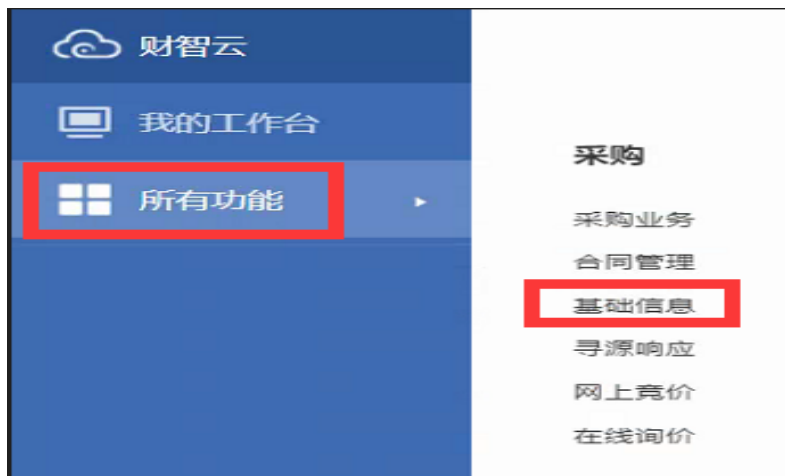 财智云
我的工作台
所有功能
采购
采购业务
合同管理
基础信息
寻源响应
网上竞价
在线询价